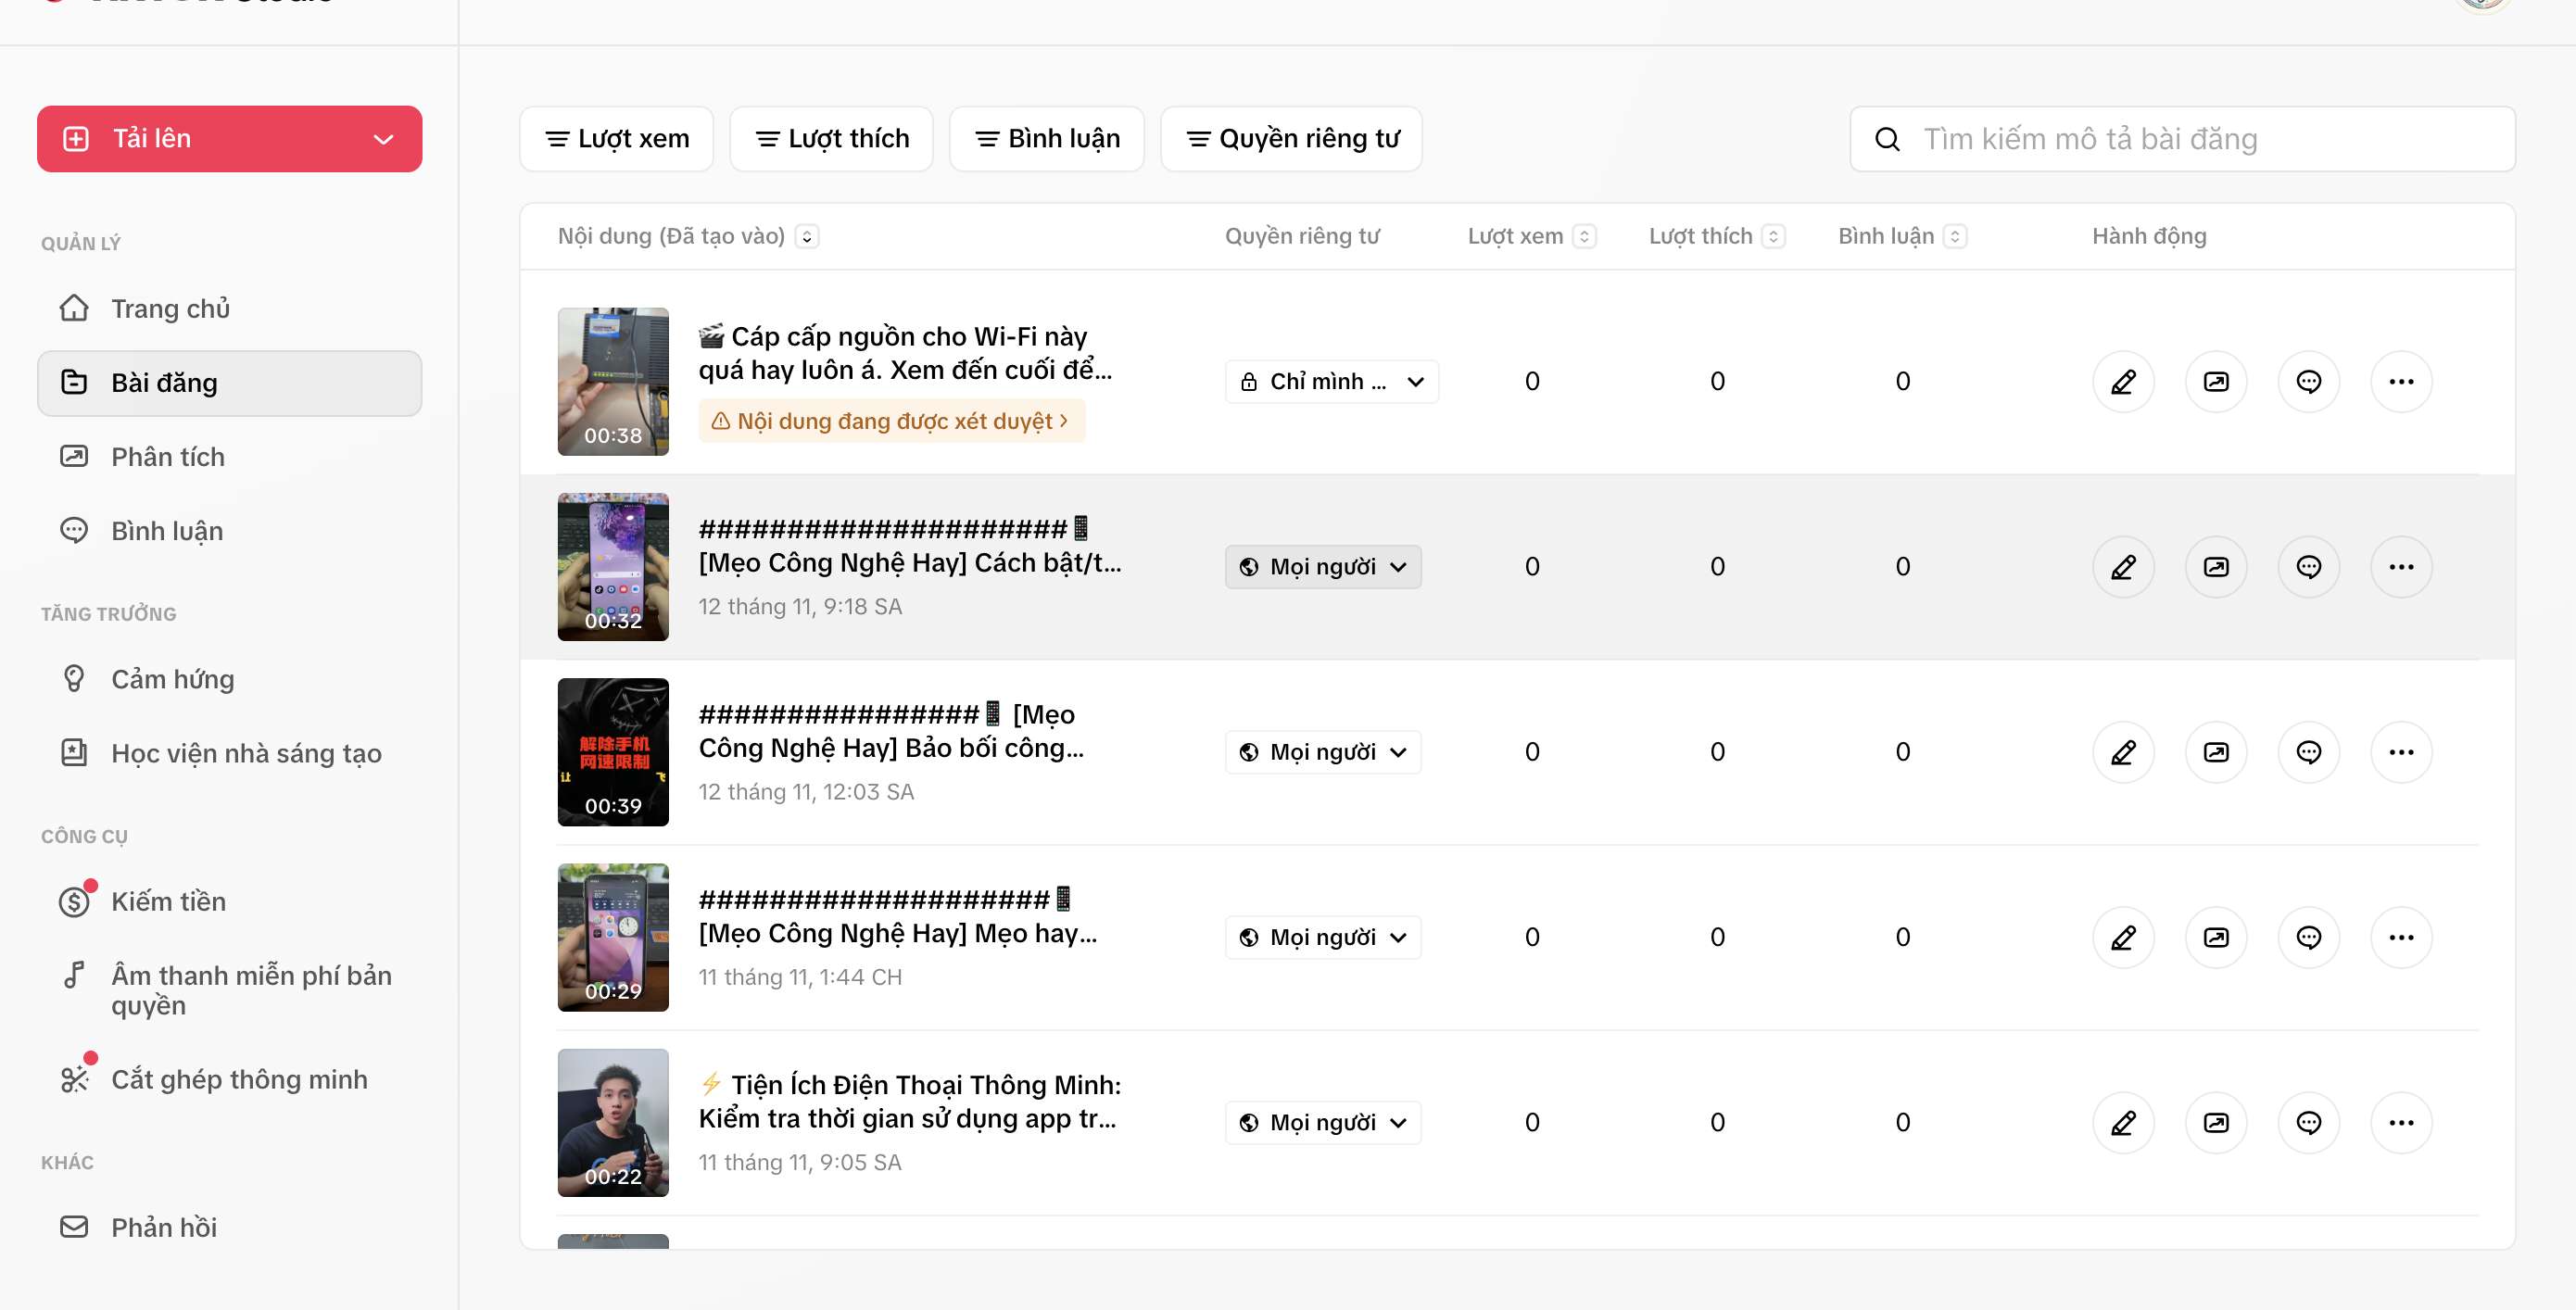 Tải lên
QUẢN LÝ
Trang chủ
Bài đăng
Phân tích
Bình luận
TĂNG TRƯỞNG
Cảm hứng
Học viện nhà sáng tạo
CÔNG CỤ
Kiếm tiền
Âm thanh miễn phí bản
quyền
Cắt ghép thông minh
KHÁC
Phản hồi
Lượt xem Lượt thích Bình luận Quyền riêng tư Tìm kiếm mô tả bài đăng
Nội dung (Đã tạo vào) Quyền riêng tư Lượt xem Lượt thích Bình luận Hành động
🎬 Cáp cấp nguồn cho Wi-Fi này
quá hay luôn á. Xem đến cuối để...
Nội dung đang được xét duyệt >
00:38
Chỉ mình ... 0 0 0
#####################📱
[Mẹo Công Nghệ Hay] Cách bật/t...
12 tháng 11, 9:18 SA
00:32
Mọi người 0 0 0
################📱 [Mẹo
Công Nghệ Hay] Bảo bối công...
12 tháng 11, 12:03 SA
解除手机
网速限制
让
00:39
Mọi người 0 0 0
####################📱
[Mẹo Công Nghệ Hay] Mẹo hay...
11 tháng 11, 1:44 CH
00:29
Mọi người 0 0 0
⚡ Tiện Ích Điện Thoại Thông Minh:
Kiểm tra thời gian sử dụng app tr...
11 tháng 11, 9:05 SA
00:22
Mọi người 0 0 0